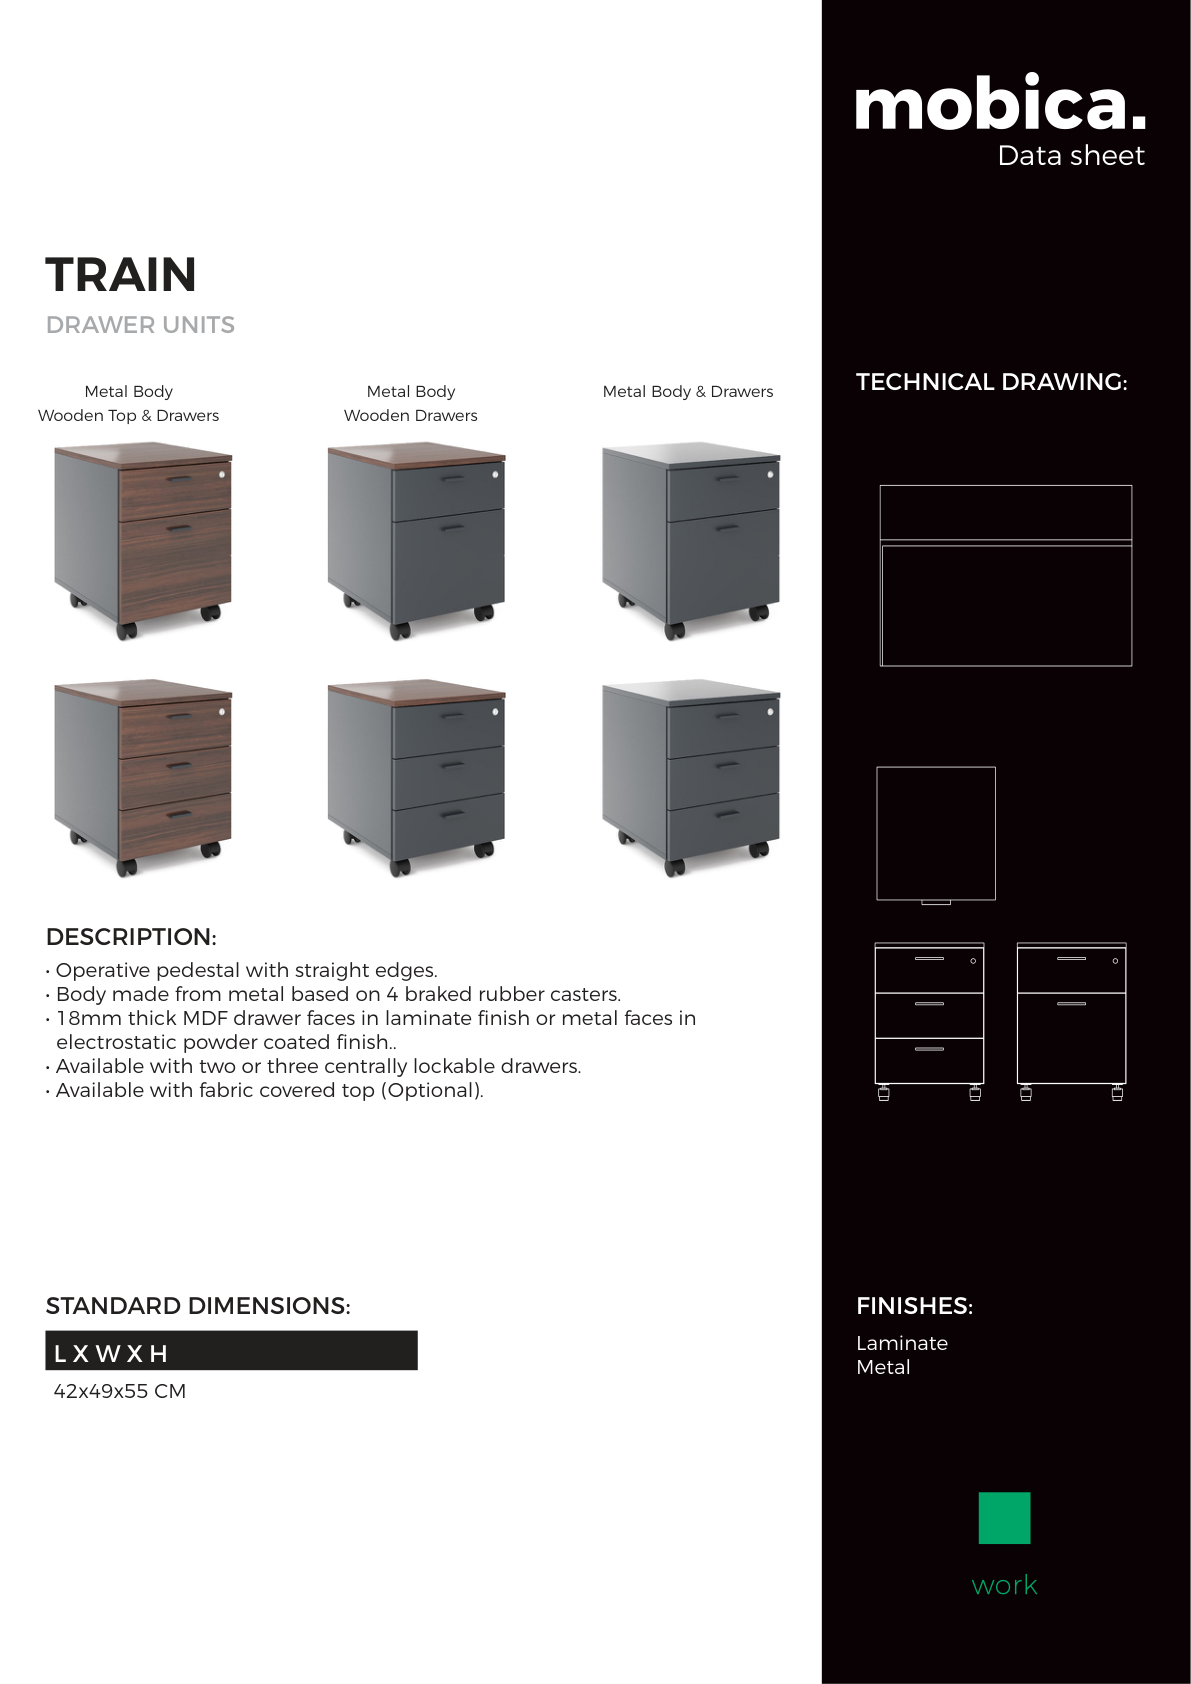 mobica.
Data sheet
TRAIN
DRAWER UNITS
Metal Body
Wooden Top & Drawers
Metal Body
Wooden Drawers
Metal Body & Drawers
TECHNICAL DRAWING:
DESCRIPTION:
• Operative pedestal with straight edges.
• Body made from metal based on 4 braked rubber casters.
• 18mm thick MDF drawer faces in laminate finish or metal faces in
electrostatic powder coated finish..
• Available with two or three centrally lockable drawers.
• Available with fabric covered top (Optional).
STANDARD DIMENSIONS:
L X W X H
42x49x55 CM
FINISHES:
Laminate
Metal
work